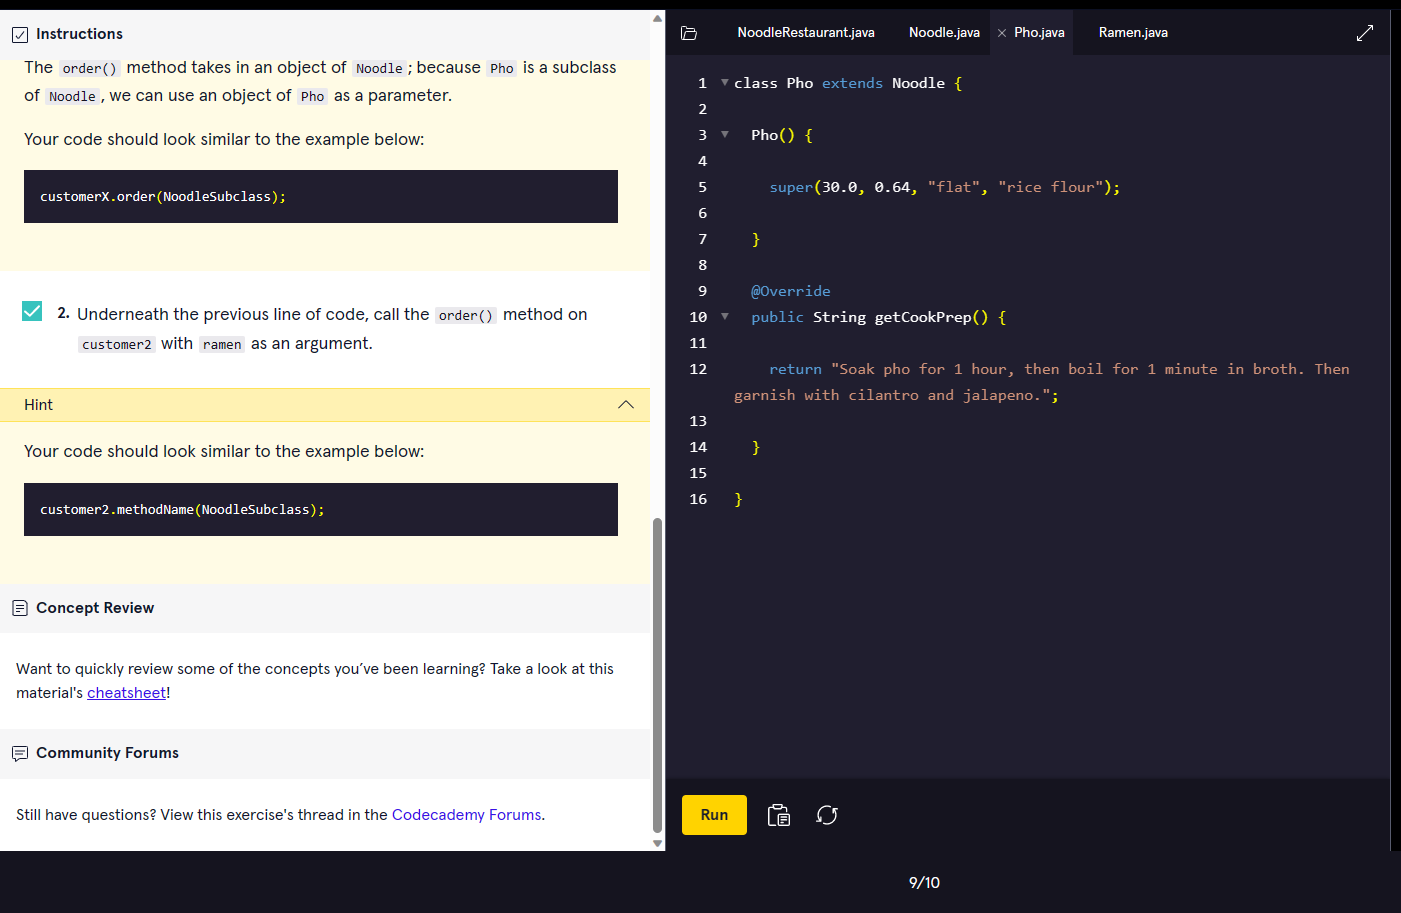 Instructions
The order() method takes in an object of Noodle; because Pho is a subclass
of Noodle, we can use an object of Pho as a parameter.
Your code should look similar to the example below:
customerX.order(NoodleSubclass);
2. Underneath the previous line of code, call the order() method on
customer2 with ramen as an argument.
Hint
Your code should look similar to the example below:
customer2.methodName(NoodleSubclass);
Concept Review
Want to quickly review some of the concepts you've been learning? Take a look at this
material's cheatsheet!
Community Forums
Still have questions? View this exercise's thread in the Codecademy Forums.
NoodleRestaurant.java Noodle.java Pho.java Ramen.java
1 class Pho extends Noodle {
2
3 Pho() {
4
5 super(30.0, 0.64, "flat", "rice flour");
6
7 }
8
9 @Override
10 public String getCookPrep() {
11
12 return "Soak pho for 1 hour, then boil for 1 minute in broth. Then
garnish with cilantro and jalapeno.";
13
14 }
15
16 }
Run
9/10